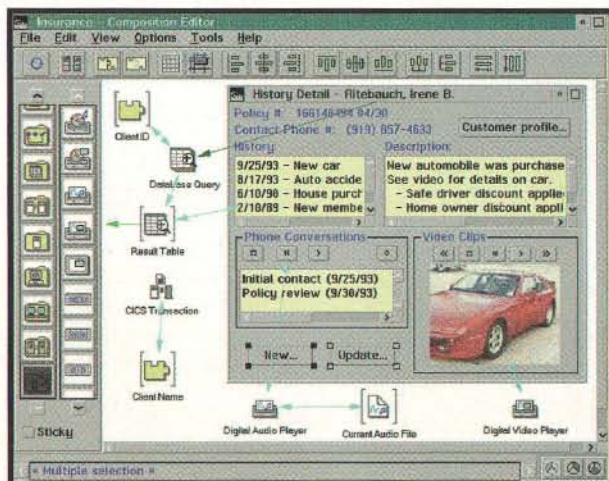 Insurance - Composition Editor
File Edit View Options Tools Help
History Detail - Ritebauch, Irene B.
Policy #: 166146494 04/30
Contact Phone #: (919) 857-4633
Customer profile...
History:
9/25/93 - New car
8/17/93 - Auto accide
6/10/90 - House purch
2/10/89 - New membe
Description:
New automobile was purchase
See video for details on car.
- Safe driver discount applie
- Home owner discount appli
Phone Conversations
Initial contact (9/25/93)
Policy review (9/30/93)
Video Clips
New...
Update...
Client ID
Database Query
Result Table
CICS Transection
Client Name
Digital Audio Player
Current Audio File
Digital Video Player
Sticky
« Multiple selection »